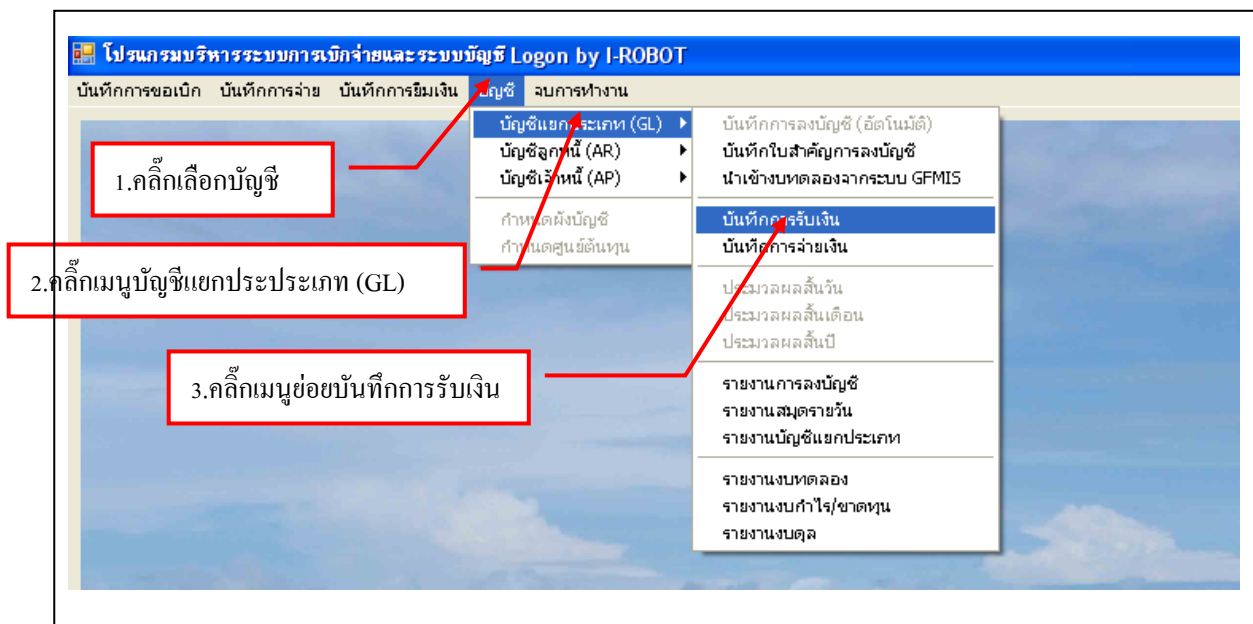 โปรแกรมบริหารระบบการเบิกจ่ายและระบบบัญชี Logon by I-ROBOT
บันทึกการขอเบิก บันทึกการจ่าย บันทึกการยืมเงิน บัญชี จบการทำงาน
บัญชีแยกประเภท (GL)
บัญชีลูกหนี้ (AR)
บัญชีเจ้าหนี้ (AP)
กำหนดผังบัญชี
กำหนดศูนย์ต้นทุน
บันทึกการลงบัญชี (อัตโนมัติ)
บันทึกใบสำคัญการลงบัญชี
นำเข้างบทดลองจากระบบ GFMIS
บันทึกการรับเงิน
บันทึกการจ่ายเงิน
ประมวลผลสิ้นวัน
ประมวลผลสิ้นเดือน
ประมวลผลสิ้นปี
รายงานการลงบัญชี
รายงานสมุดรายวัน
รายงานบัญชีแยกประเภท
รายงานงบทดลอง
รายงานงบกำไร/ขาดทุน
รายงานงบดุล
1.คลิ๊กเลือกบัญชี
2.คลิ๊กเมนูบัญชีแยกประประเภท (GL)
3.คลิ๊กเมนูย่อยบันทึกการรับเงิน